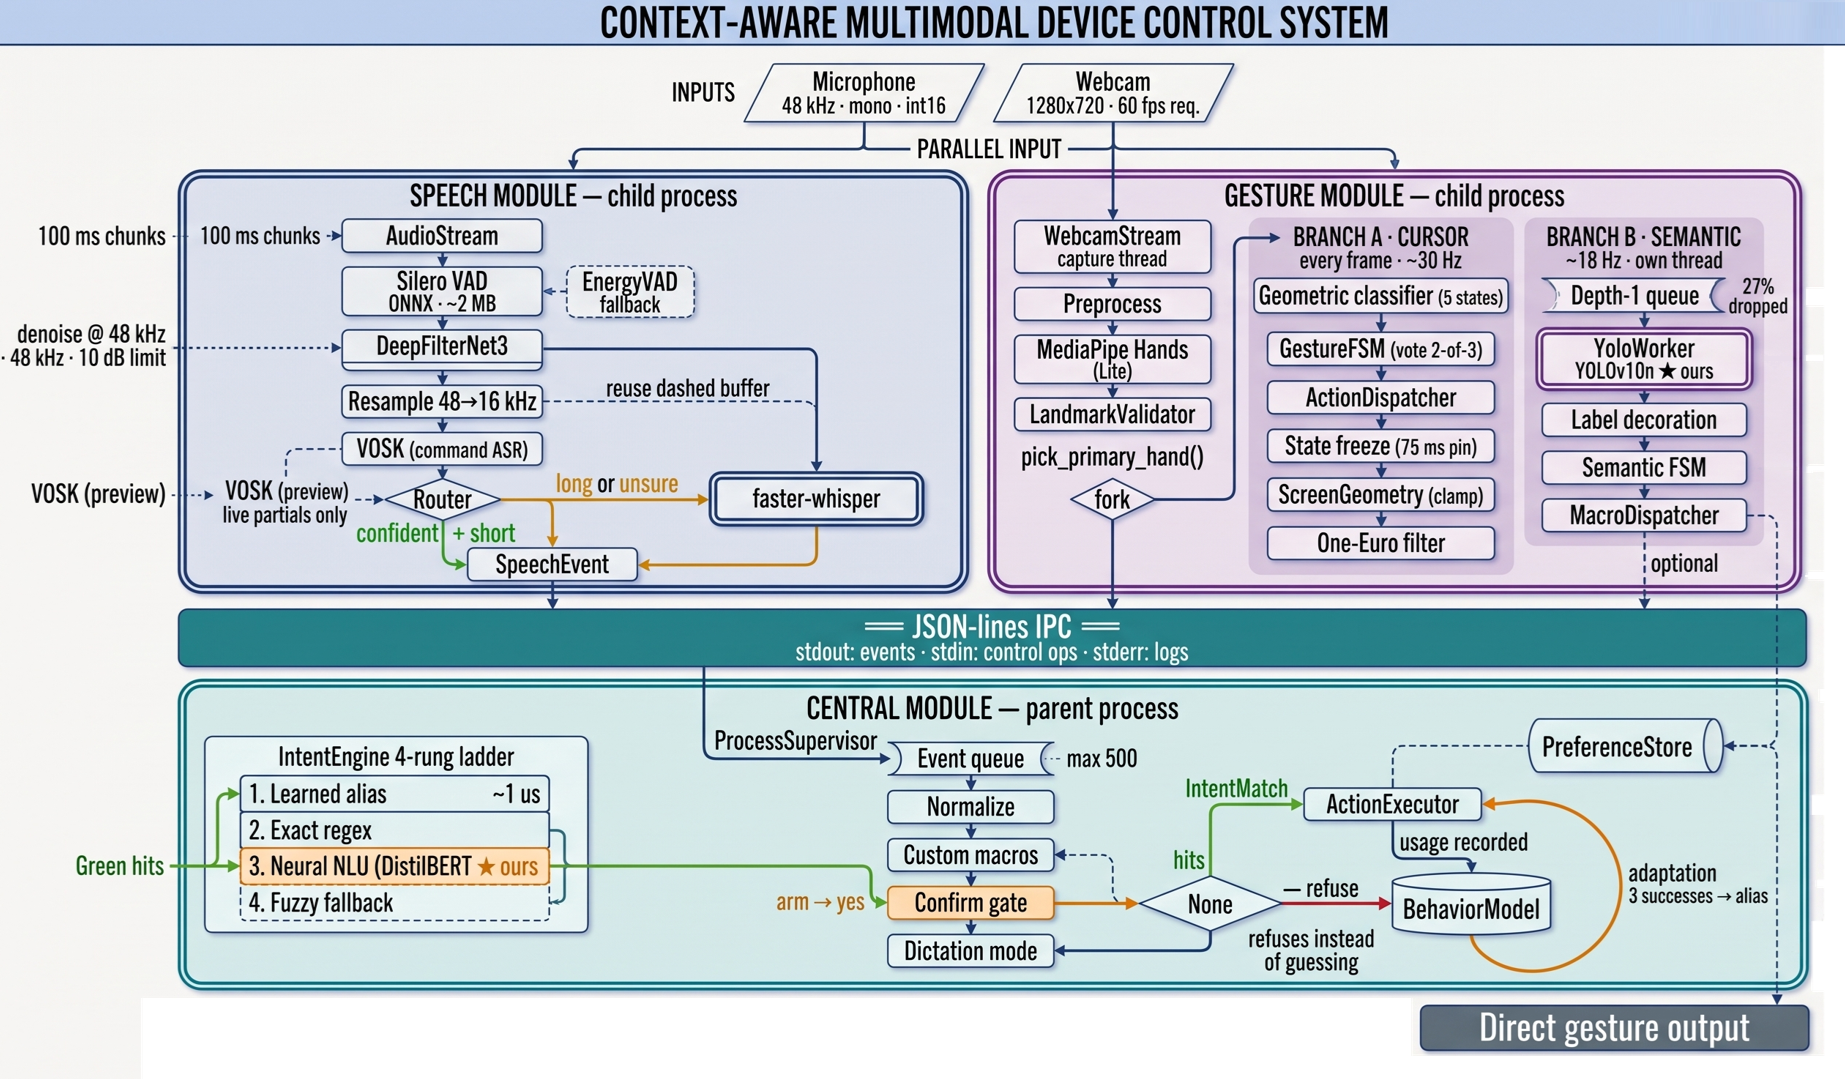 CONTEXT-AWARE MULTIMODAL DEVICE CONTROL SYSTEM
INPUTS
Microphone
48 kHz · mono · int16
Webcam
1280x720 · 60 fps req.
PARALLEL INPUT
SPEECH MODULE — child process
100 ms chunks
100 ms chunks
AudioStream
Silero VAD
ONNX · ~2 MB
EnergyVAD
fallback
denoise @ 48 kHz
· 48 kHz · 10 dB limit
DeepFilterNet3
Resample 48→16 kHz
reuse dashed buffer
VOSK (command ASR)
VOSK (preview)
VOSK (preview)
live partials only
Router
long or unsure
faster-whisper
confident + short
SpeechEvent
GESTURE MODULE — child process
WebcamStream
capture thread
Preprocess
MediaPipe Hands
(Lite)
LandmarkValidator
pick_primary_hand()
fork
BRANCH A · CURSOR
every frame · ~30 Hz
Geometric classifier (5 states)
GestureFSM (vote 2-of-3)
ActionDispatcher
State freeze (75 ms pin)
ScreenGeometry (clamp)
One-Euro filter
BRANCH B · SEMANTIC
~18 Hz · own thread
Depth-1 queue
27%
dropped
YoloWorker
YOLOv10n ★ ours
Label decoration
Semantic FSM
MacroDispatcher
optional
JSON-lines IPC
stdout: events · stdin: control ops · stderr: logs
CENTRAL MODULE — parent process
ProcessSupervisor
IntentEngine 4-rung ladder
1. Learned alias ~1 us
2. Exact regex
3. Neural NLU (DistilBERT ★ ours
4. Fuzzy fallback
Green hits
Event queue
max 500
Normalize
Custom macros
arm → yes
Confirm gate
Dictation mode
None
hits
IntentMatch
— refuse
refuses instead
of guessing
ActionExecutor
usage recorded
BehaviorModel
PreferenceStore
adaptation
3 successes → alias
Direct gesture output